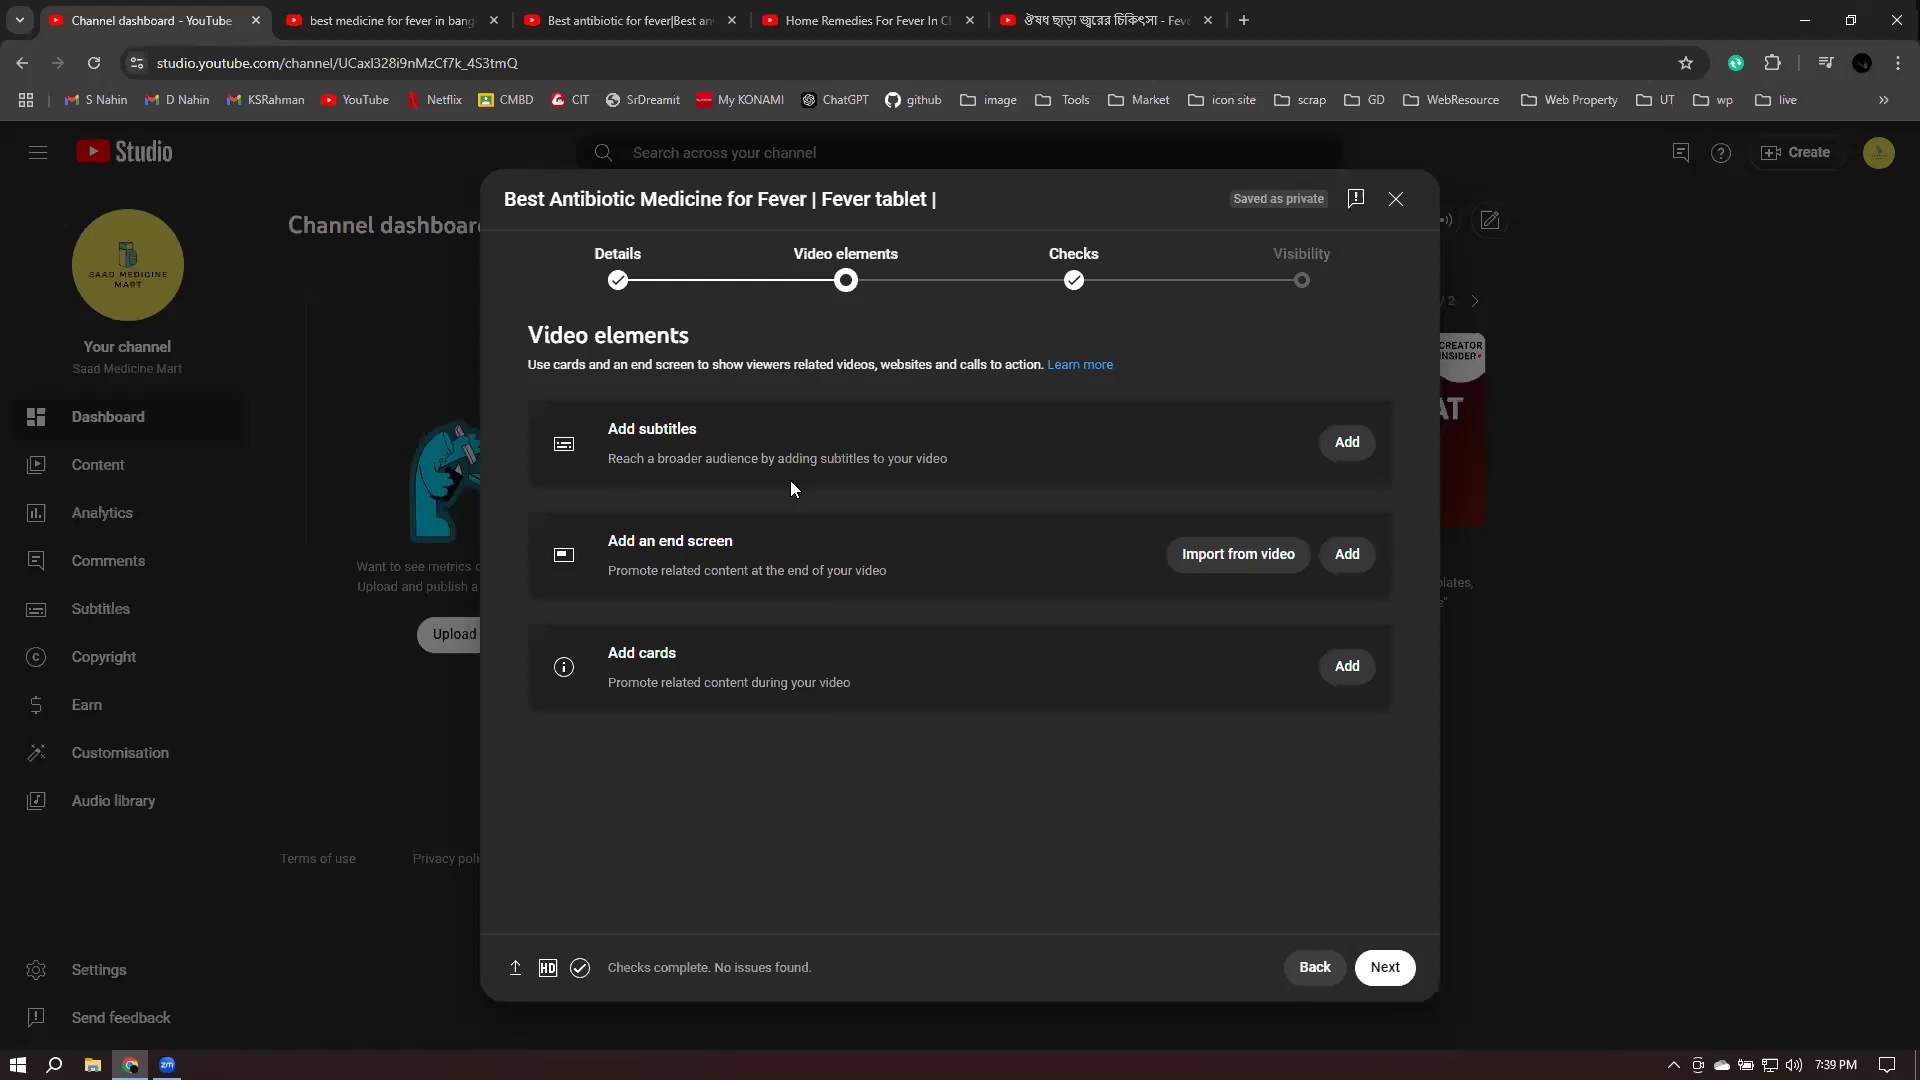 Channel dashboard - YouTube
best medicine for fever in bang
Best antibiotic for fever|Best an
Home Remedies For Fever In C
ঔষধ ছাড়া জ্বরের চিকিৎসা - Feve
studio.youtube.com/channel/UCaxl328i9nMzCf7k_4S3tmQ
S Nahin
D Nahin
KSRahman
YouTube
Netflix
CMBD
CIT
SrDreamit
My KONAMI
ChatGPT
github
image
Tools
Market
icon site
scrap
GD
WebResource
Web Property
UT
wp
live
Studio
Search across your channel
Create
SAAD MEDICINE
MART
Your channel
Saad Medicine Mart
Dashboard
Content
Analytics
Comments
Subtitles
Copyright
Earn
Customisation
Audio library
Settings
Send feedback
Channel dashboard
Want to see metrics
Upload and publish a
Upload
Terms of use
Privacy poli
Best Antibiotic Medicine for Fever | Fever tablet |
Saved as private
Details
Video elements
Checks
Visibility
Video elements
Use cards and an end screen to show viewers related videos, websites and calls to action. Learn more
Add subtitles
Reach a broader audience by adding subtitles to your video
Add
Add an end screen
Promote related content at the end of your video
Import from video
Add
Add cards
Promote related content during your video
Add
HD
Checks complete. No issues found.
Back
Next
/ 2
CREATOR
INSIDER
AT
plates,
zm
7:39 PM